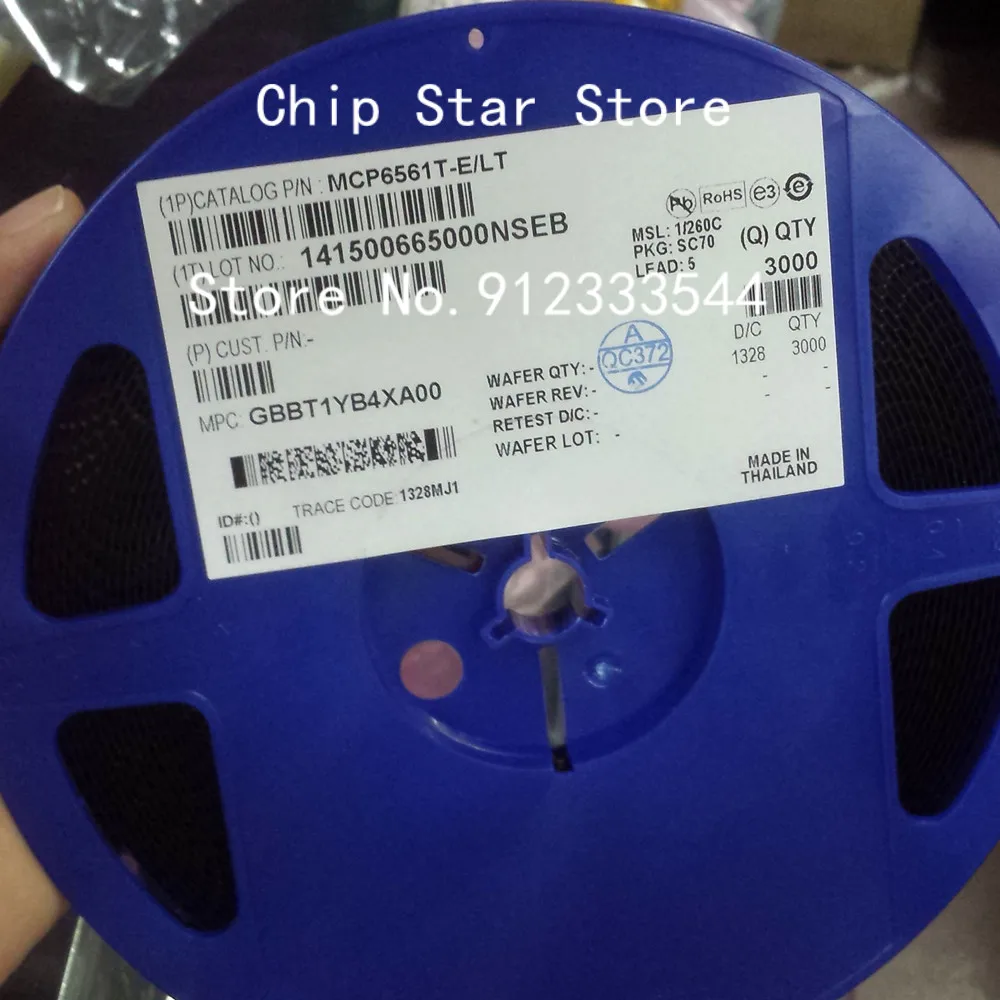 Chip Star Store
(1P)CATALOG P/N : MCP6561T-E/LT
(1T) LOT NO.: 141500665000NSEB
Pb RoHS e3 e
MSL: 1/260C
PKG: SC70
LEAD: 5
(Q) QTY
3000
Store No.912333544
(P) CUST. P/N:-
D/C QTY
1328 3000
- -
- -
A
QC372
MPC: GBBT1YB4XA00
WAFER QTY: -
WAFER REV: -
RETEST D/C: -
WAFER LOT: -
MADE IN
THAILAND
TRACE CODE: 1328MJ1
ID#:()